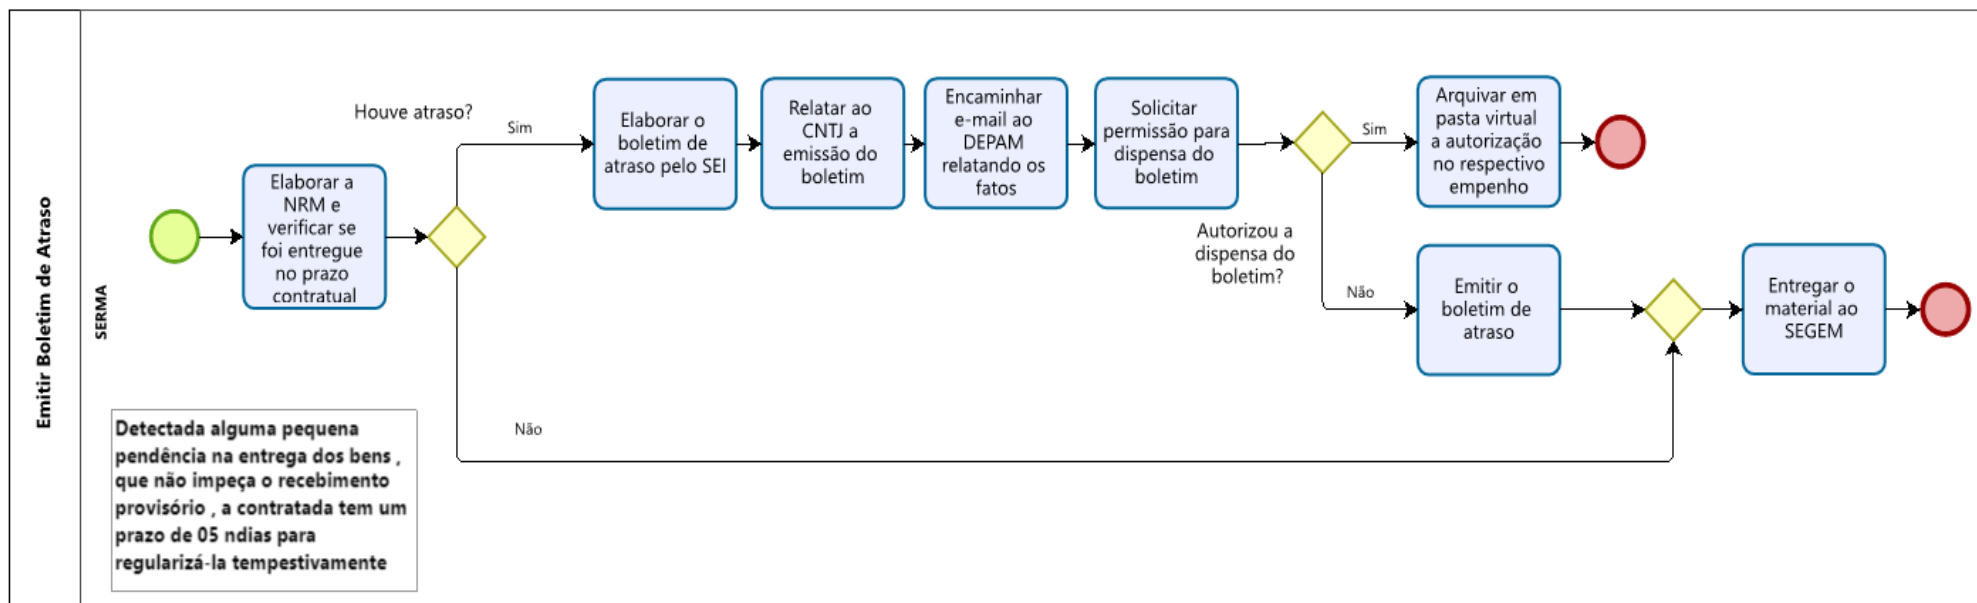 Emitir Boletim de Atraso
SERMA
Elaborar a
NRM e
verificar se
foi entregue
no prazo
contratual
Houve atraso?
Sim
Elaborar o
boletim de
atraso pelo SEI
Relatar ao
CNTJ a
emissão do
boletim
Encaminhar
e-mail ao
DEPAM
relatando os
fatos
Solicitar
permissão para
dispensa do
boletim
Autorizou a
dispensa do
boletim?
Sim
Arquivar em
pasta virtual
a autorização
no respectivo
empenho
Não
Emitir o
boletim de
atraso
Entregar o
material ao
SEGEM
Não
Detectada alguma pequena
pendência na entrega dos bens ,
que não impeça o recebimento
provisório , a contratada tem um
prazo de 05 ndias para
regularizá-la tempestivamente